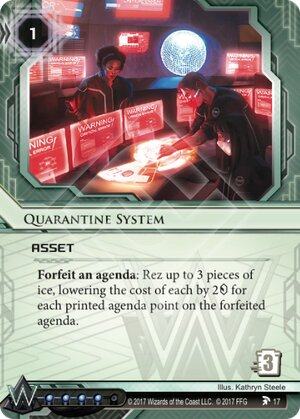 1
WARNING!
WARNING!
WARNING!
QUARANTINE SYSTEM
ASSET
Forfeit an agenda: Rez up to 3 pieces of
ice, lowering the cost of each by 2 for
each printed agenda point on the forfeited
agenda.
3
Illus. Kathryn Steele
© 2017 Wizards of the Coast LLC. © 2017 FFG
17